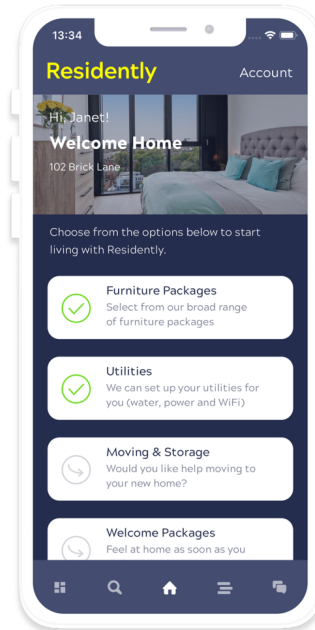 13:34
Residently
Account
Hi, Janet!
Welcome Home
102 Brick Lane
Choose from the options below to start
living with Residently.
Furniture Packages
Select from our broad range
of furniture packages
Utilities
We can set up your utilities for
you (water, power and WiFi)
Moving & Storage
Would you like help moving to
your new home?
Welcome Packages
Feel at home as soon as you